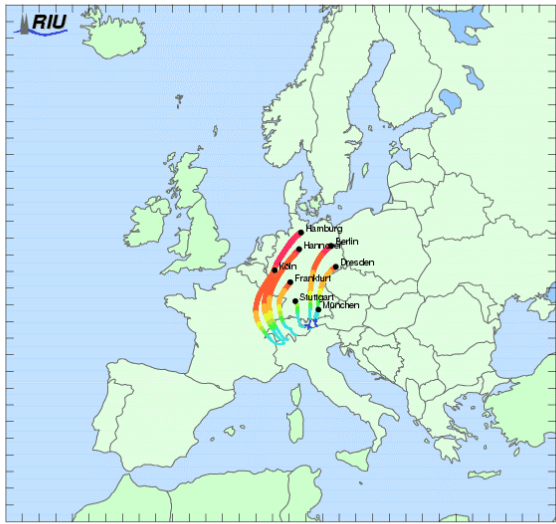 RIU
Hamburg
Hannover
Berlin
Köln
Dresden
Frankfurt
Stuttgart
München